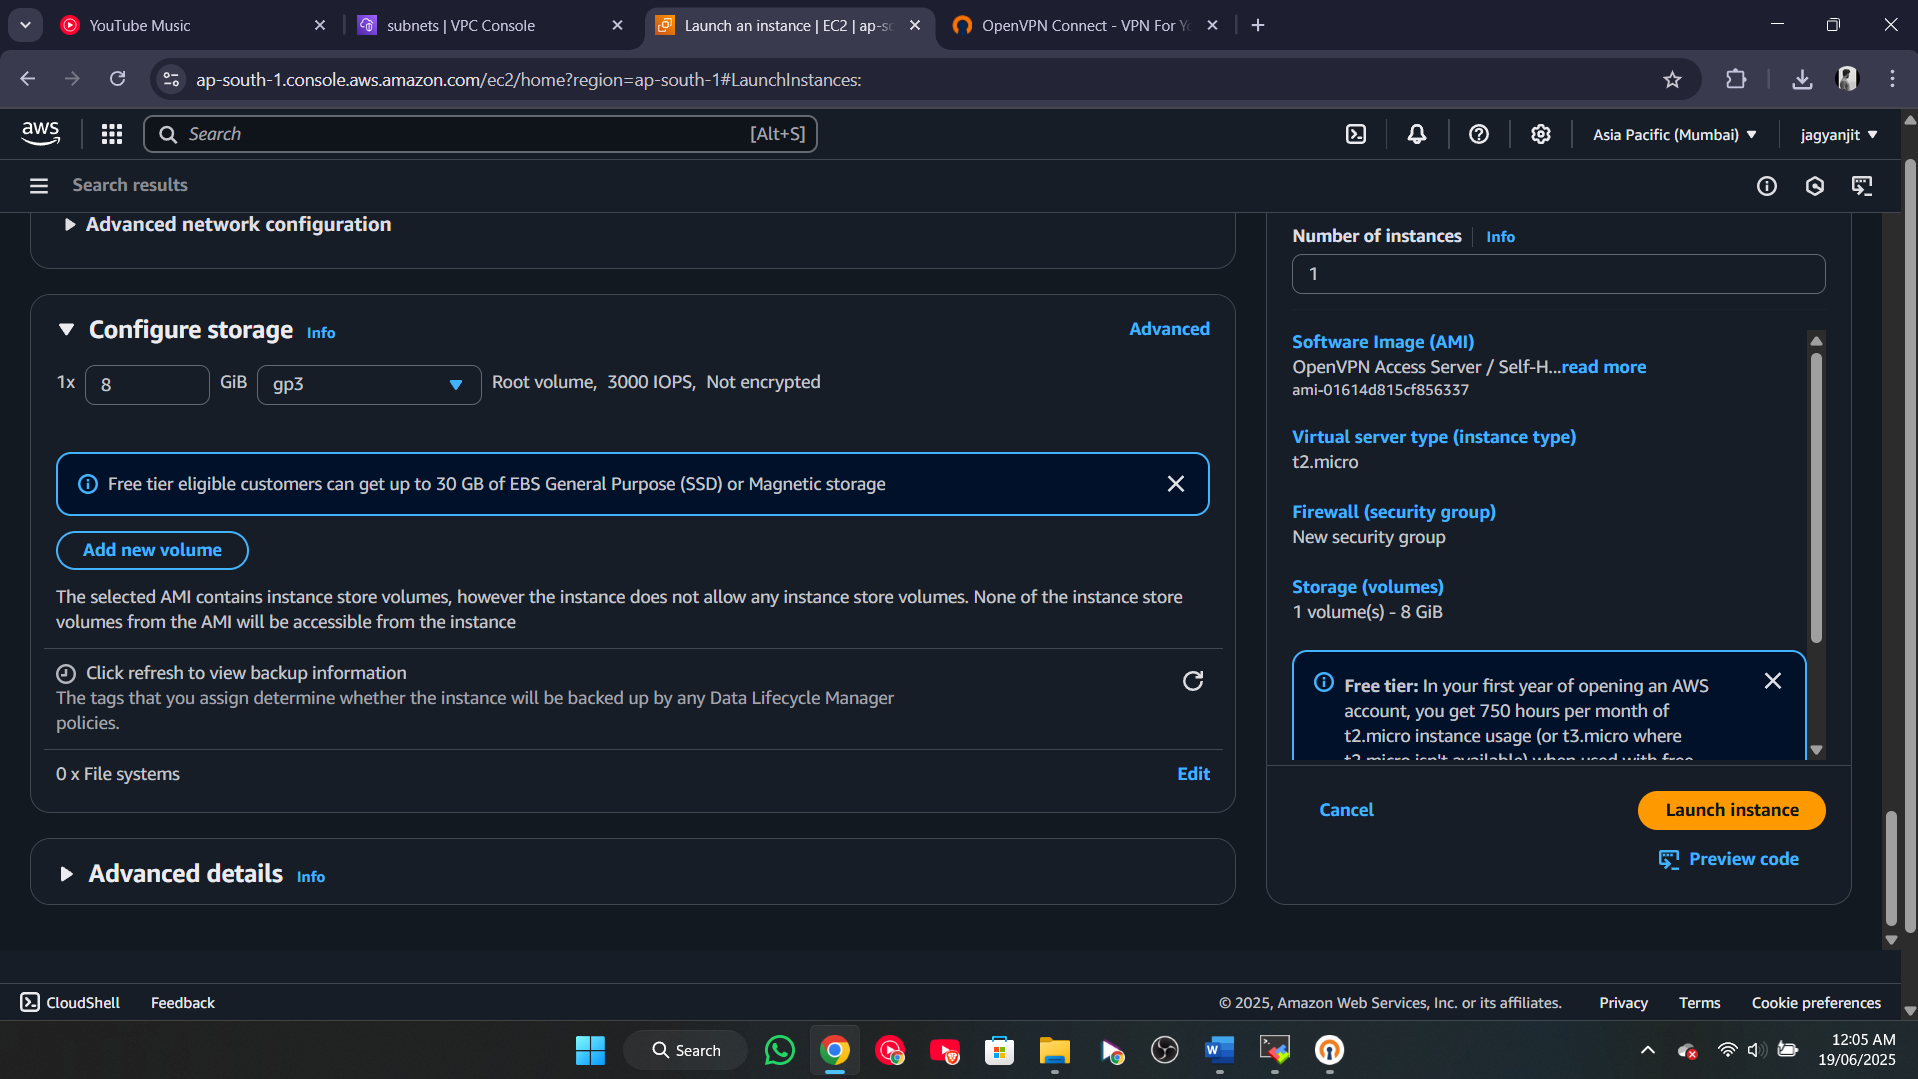 YouTube Music
subnets | VPC Console
Launch an instance | EC2 | ap-so
OpenVPN Connect - VPN For Yo
ap-south-1.console.aws.amazon.com/ec2/home?region=ap-south-1#LaunchInstances:
aws
Search
[Alt+S]
Asia Pacific (Mumbai)
jagyanjit
Search results
Advanced network configuration
Configure storage
Info
Advanced
1x
8
GiB
gp3
Root volume, 3000 IOPS, Not encrypted
Free tier eligible customers can get up to 30 GB of EBS General Purpose (SSD) or Magnetic storage
Add new volume
The selected AMI contains instance store volumes, however the instance does not allow any instance store volumes. None of the instance store
volumes from the AMI will be accessible from the instance
Click refresh to view backup information
The tags that you assign determine whether the instance will be backed up by any Data Lifecycle Manager
policies.
0 x File systems
Edit
Advanced details
Info
Number of instances
Info
1
Software Image (AMI)
OpenVPN Access Server / Self-H...read more
ami-01614d815cf856337
Virtual server type (instance type)
t2.micro
Firewall (security group)
New security group
Storage (volumes)
1 volume(s) - 8 GiB
Free tier: In your first year of opening an AWS
account, you get 750 hours per month of
t2.micro instance usage (or t3.micro where
t2.micro isn't available) when used with free
Cancel
Launch instance
Preview code
CloudShell
Feedback
© 2025, Amazon Web Services, Inc. or its affiliates.
Privacy
Terms
Cookie preferences
Search
12:05 AM
19/06/2025